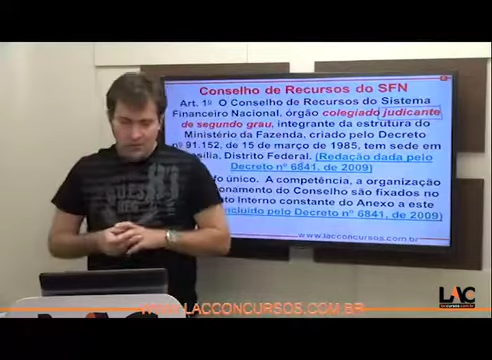 Conselho de Recursos do SFN
Art. 1º O Conselho de Recursos do Sistema
Financeiro Nacional, órgão colegiado judicante
de segundo grau, integrante da estrutura do
Ministério da Fazenda, criado pelo Decreto
nº 91.152, de 15 de março de 1985, tem sede em
Distrito Federal. (Redação dada pelo
Decreto nº 6841, de 2009)
A competência, a organização
do Conselho são fixados no
Interno constante do Anexo a este
pelo Decreto nº 6841, de 2009)
www.lacconcursos.com.br
LAC
WWW.LACCONCURSOS.COM.BR